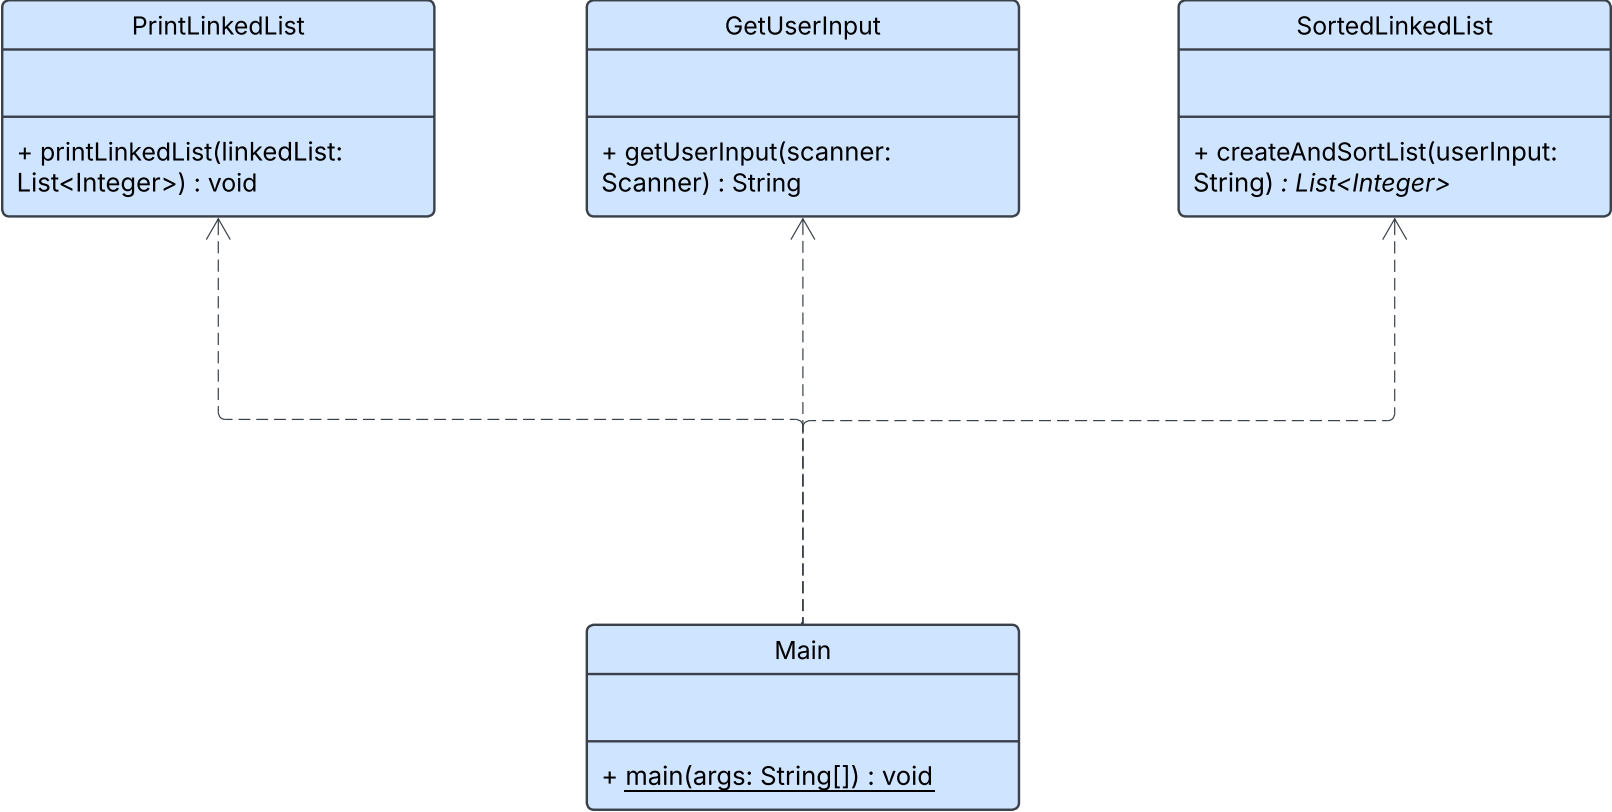 PrintLinkedList
+ printLinkedList(linkedList:
List<Integer>) : void
GetUserInput
+ getUserInput(scanner:
Scanner) : String
SortedLinkedList
+ createAndSortList(userInput:
String) : List<Integer>
Main
+ main(args: String[]) : void